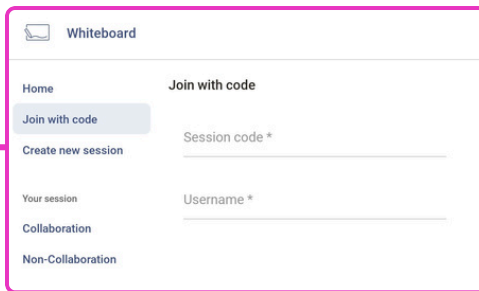 Whiteboard
Home
Join with code
Create new session
Your session
Collaboration
Non-Collaboration
Join with code
Session code *
Username *